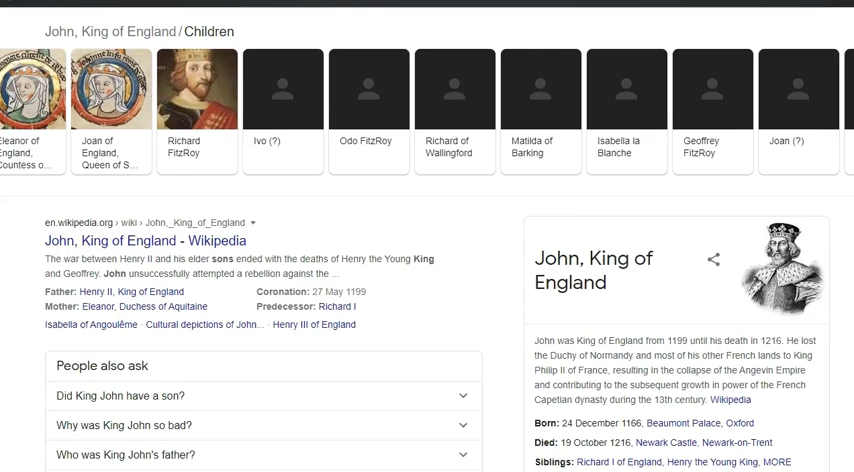 John, King of England / Children
Eleanor of
England,
Countess o...
Joan of
England,
Queen of S...
Richard
FitzRoy
Ivo (?)
Odo FitzRoy
Richard of
Wallingford
Matilda of
Barking
Isabella la
Blanche
Geoffrey
FitzRoy
Joan (?)
en.wikipedia.org › wiki › John,_King_of_England
John, King of England - Wikipedia
The war between Henry II and his elder sons ended with the deaths of Henry the Young King
and Geoffrey. John unsuccessfully attempted a rebellion against the ...
Father: Henry II, King of England
Coronation: 27 May 1199
Mother: Eleanor, Duchess of Aquitaine
Predecessor: Richard I
Isabella of Angoulême · Cultural depictions of John... · Henry III of England
People also ask
Did King John have a son?
Why was King John so bad?
Who was King John's father?
John, King of
England
John was King of England from 1199 until his death in 1216. He lost
the Duchy of Normandy and most of his other French lands to King
Philip II of France, resulting in the collapse of the Angevin Empire
and contributing to the subsequent growth in power of the French
Capetian dynasty during the 13th century. Wikipedia
Born: 24 December 1166, Beaumont Palace, Oxford
Died: 19 October 1216, Newark Castle, Newark-on-Trent
Siblings: Richard I of England, Henry the Young King, MORE